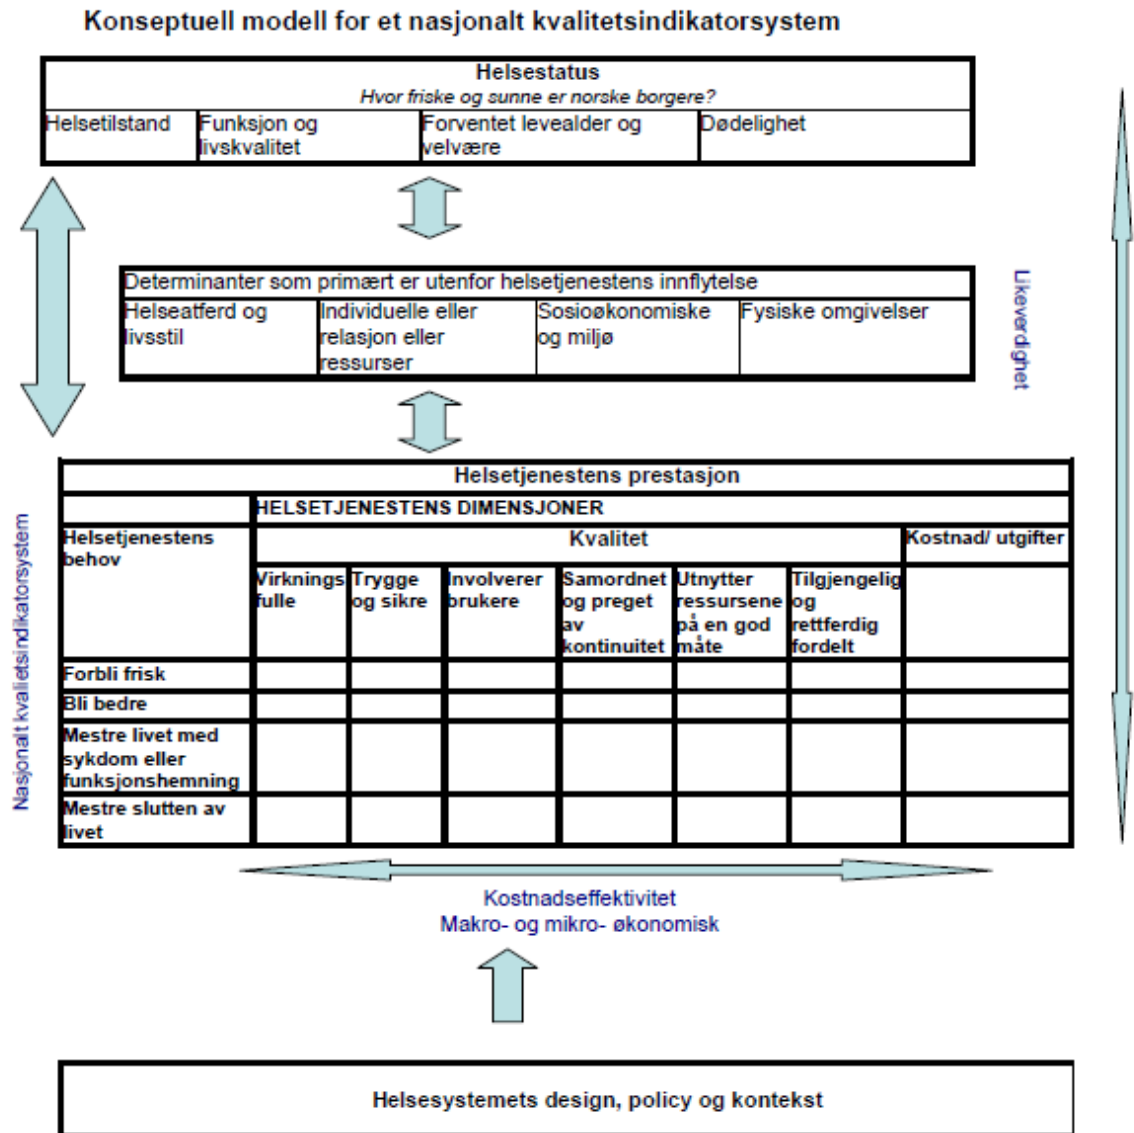 Konseptuell modell for et nasjonalt kvalitetsindikatorsystem
Helsestatus
Hvor friske og sunne er norske borgere?
Helsetilstand
Funksjon og
livskvalitet
Forventet levealder og
velvære
Dødelighet
Determinanter som primært er utenfor helsetjenestens innflytelse
Helseatferd og
livsstil
Individuelle eller
relasjon eller
ressurser
Sosioøkonomiske
og miljø
Fysiske omgivelser
Likeverdighet
Nasjonalt kvalietsindikatorsystem
Helsetjenestens prestasjon
HELSETJENESTENS DIMENSJONER
Helsetjenestens
behov
Kvalitet
Kostnad/ utgifter
Virknings
fulle
Trygge
og sikre
Involverer
brukere
Samordnet
og preget
av
kontinuitet
Utnytter
ressursene
på en god
måte
Tilgjengelig
og
rettferdig
fordelt
Forbli frisk
Bli bedre
Mestre livet med
sykdom eller
funksjonshemning
Mestre slutten av
livet
Kostnadseffektivitet
Makro- og mikro- økonomisk
Helsesystemets design, policy og kontekst